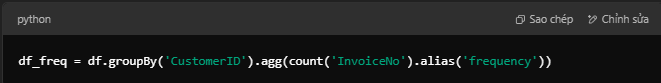 python
Sao chép
Chỉnh sửa
df_freq = df.groupBy('CustomerID').agg(count('InvoiceNo').alias('frequency'))